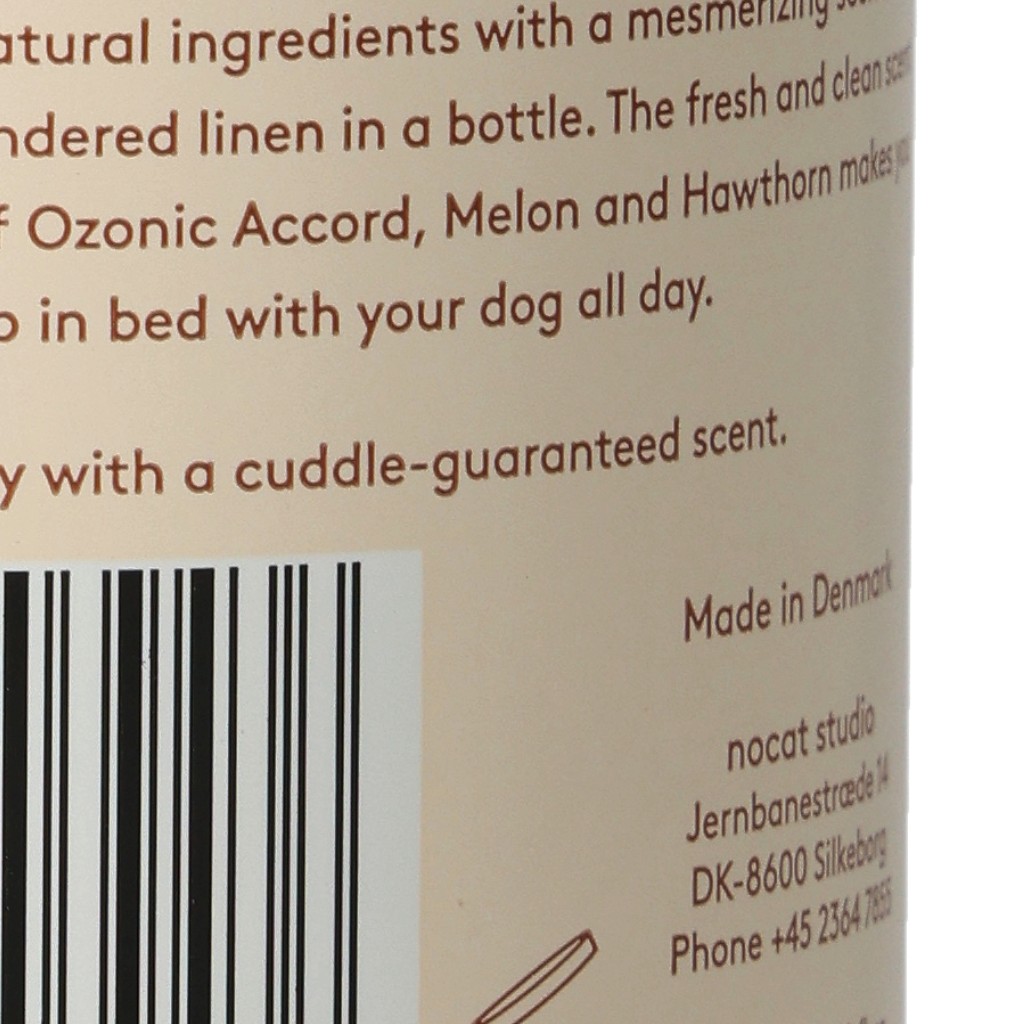 atural ingredients with a mesmerizing
ndered linen in a bottle. The fresh and clean scent
f Ozonic Accord, Melon and Hawthorn makes you
o in bed with your dog all day.
y with a cuddle-guaranteed scent.
Made in Denmark
nocat studio
Jernbanestræde 14
DK-8600 Silkeborg
Phone +45 2364 7855